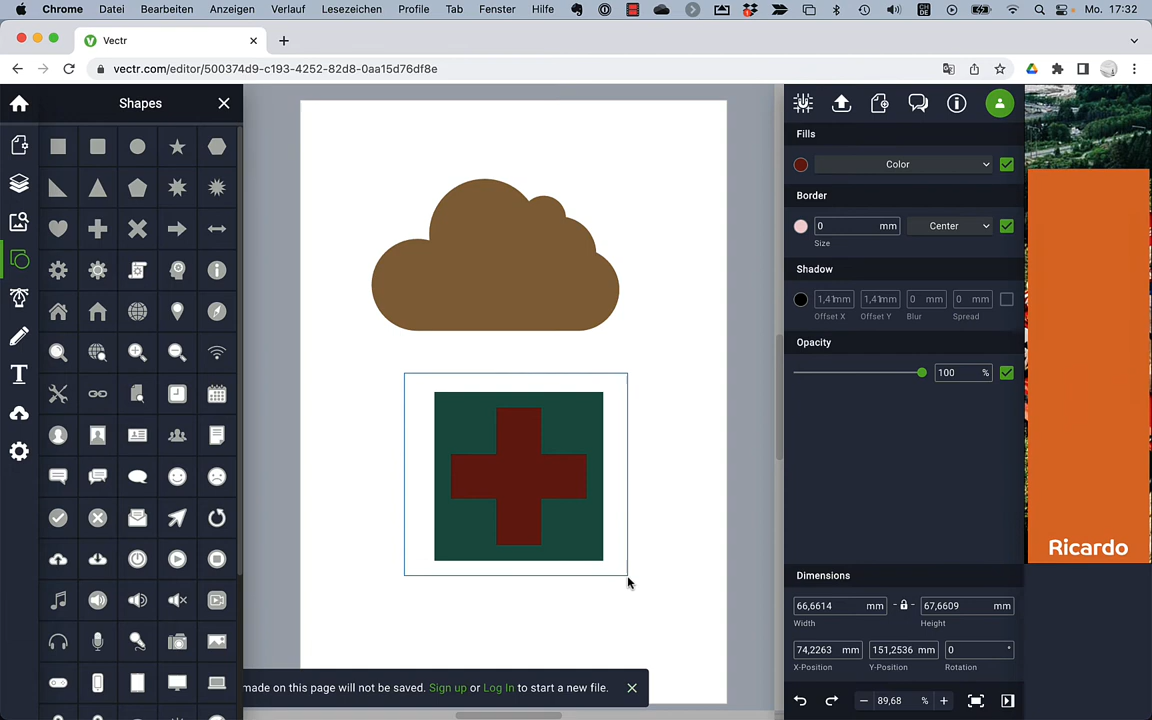 Chrome Datei Bearbeiten Anzeigen Verlauf Lesezeichen Profile Tab Fenster Hilfe CH DE Mo. 17:32
Vectr
vectr.com/editor/500374d9-c193-4252-82d8-0aa15d76df8e
Shapes
Fills
Color
Border
0 mm Center
Size
Shadow
1,41mm 1,41mm 0 mm 0 mm
Offset X Offset Y Blur Spread
Opacity
100 %
Ricardo
Dimensions
66,6614 mm 67,6609 mm
Width Height
74,2263 mm 151,2536 mm 0 °
X-Position Y-Position Rotation
made on this page will not be saved. Sign up or Log In to start a new file.
89,68 %